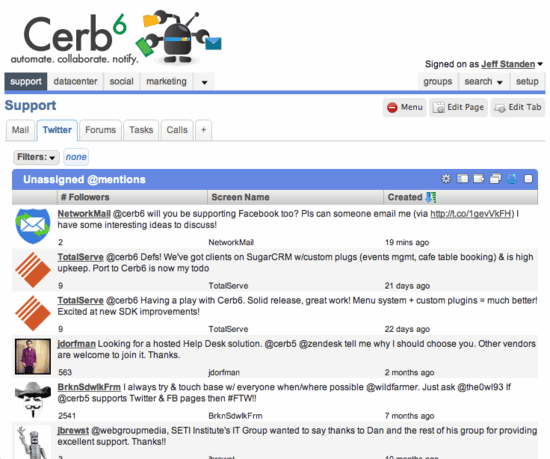 Cerb6
automate. collaborate. notify.
Signed on as Jeff Standen
support datacenter social marketing groups search setup
Support
Menu Edit Page Edit Tab
Mail Twitter Forums Tasks Calls +
Filters: none
Unassigned @mentions
# Followers Screen Name Created
NetworkMail @cerb6 will you be supporting Facebook too? Pls can someone email me (via http://t.co/1gevVkFH) I
have some interesting ideas to discuss!
2 NetworkMail 19 mins ago
TotalServe @cerb6 Defs! We've got clients on SugarCRM w/custom plugs (events mgmt, cafe table booking) & is high
upkeep. Port to Cerb6 is now my todo
9 TotalServe 21 days ago
TotalServe @cerb6 Having a play with Cerb6. Solid release, great work! Menu system + custom plugins = much better!
Excited at new SDK improvements!
9 TotalServe 22 days ago
jdorfman Looking for a hosted Help Desk solution. @cerb5 @zendesk tell me why I should choose you. Other vendors
are welcome to join it. Thanks.
563 jdorfman 2 months ago
BrknSdwlkFrm I always try & touch base w/ everyone when/where possible @wildfarmer. Just ask @the0wl93 If
@cerb5 supports Twitter & FB pages then #FTW!!
2541 BrknSdwlkFrm 7 months ago
jbrewst @webgroupmedia, SETI Institute's IT Group wanted to say thanks to Dan and the rest of his group for providing
excellent support. Thanks!!